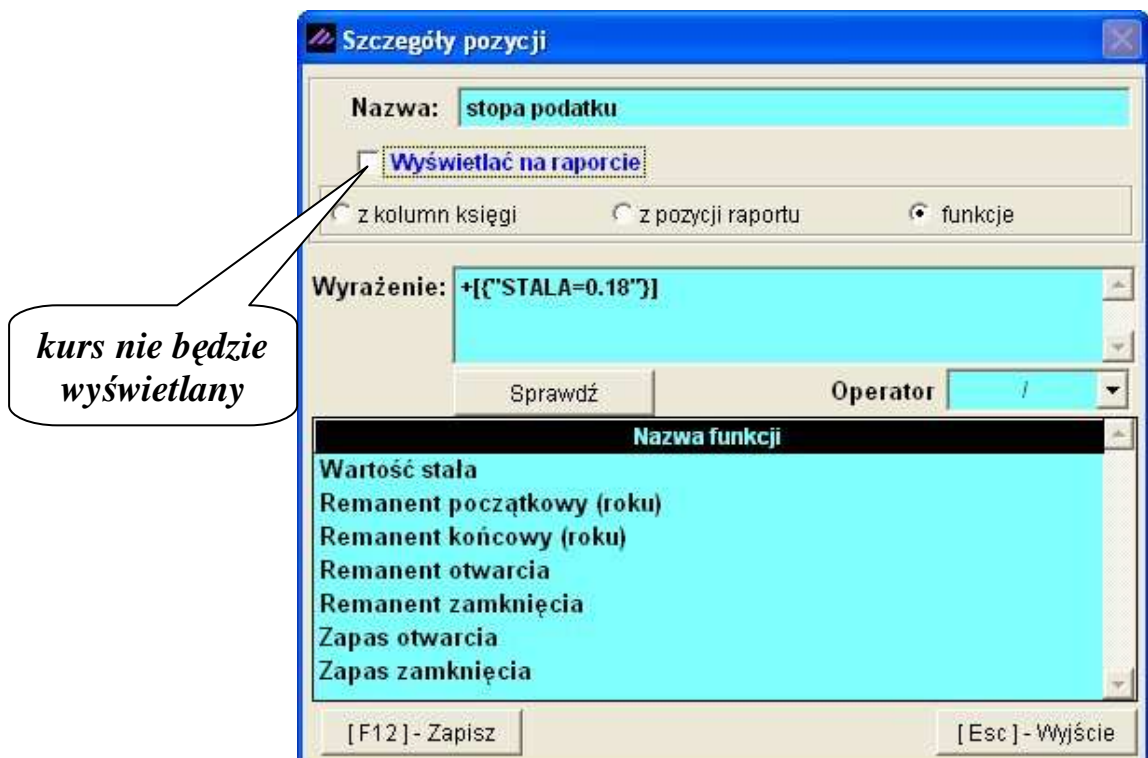 Szczegóły pozycji
Nazwa: stopa podatku
Wyświetlać na raporcie
z kolumn księgi z pozycji raportu funkcje
Wyrażenie: +[{"STALA=0.18"}]
kurs nie będzie
wyświetlany
Sprawdź Operator /
Nazwa funkcji
Wartość stała
Remanent początkowy (roku)
Remanent końcowy (roku)
Remanent otwarcia
Remanent zamknięcia
Zapas otwarcia
Zapas zamknięcia
[ F12 ] - Zapisz [ Esc ] - Wyjście